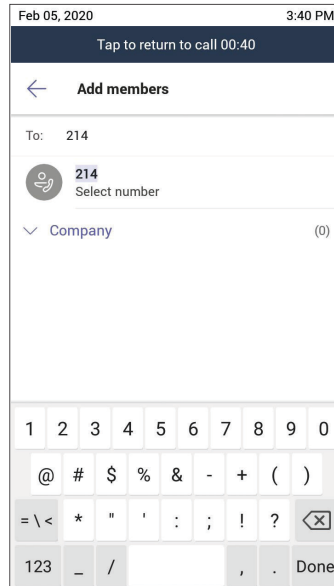 Feb 05, 2020 3:40 PM
Tap to return to call 00:40
Add members
To: 214
214
Select number
Company (0)
1 2 3 4 5 6 7 8 9 0
@ # $ % & - + ( )
= \ < * " ' : ; ! ?
123 _ / , . Done